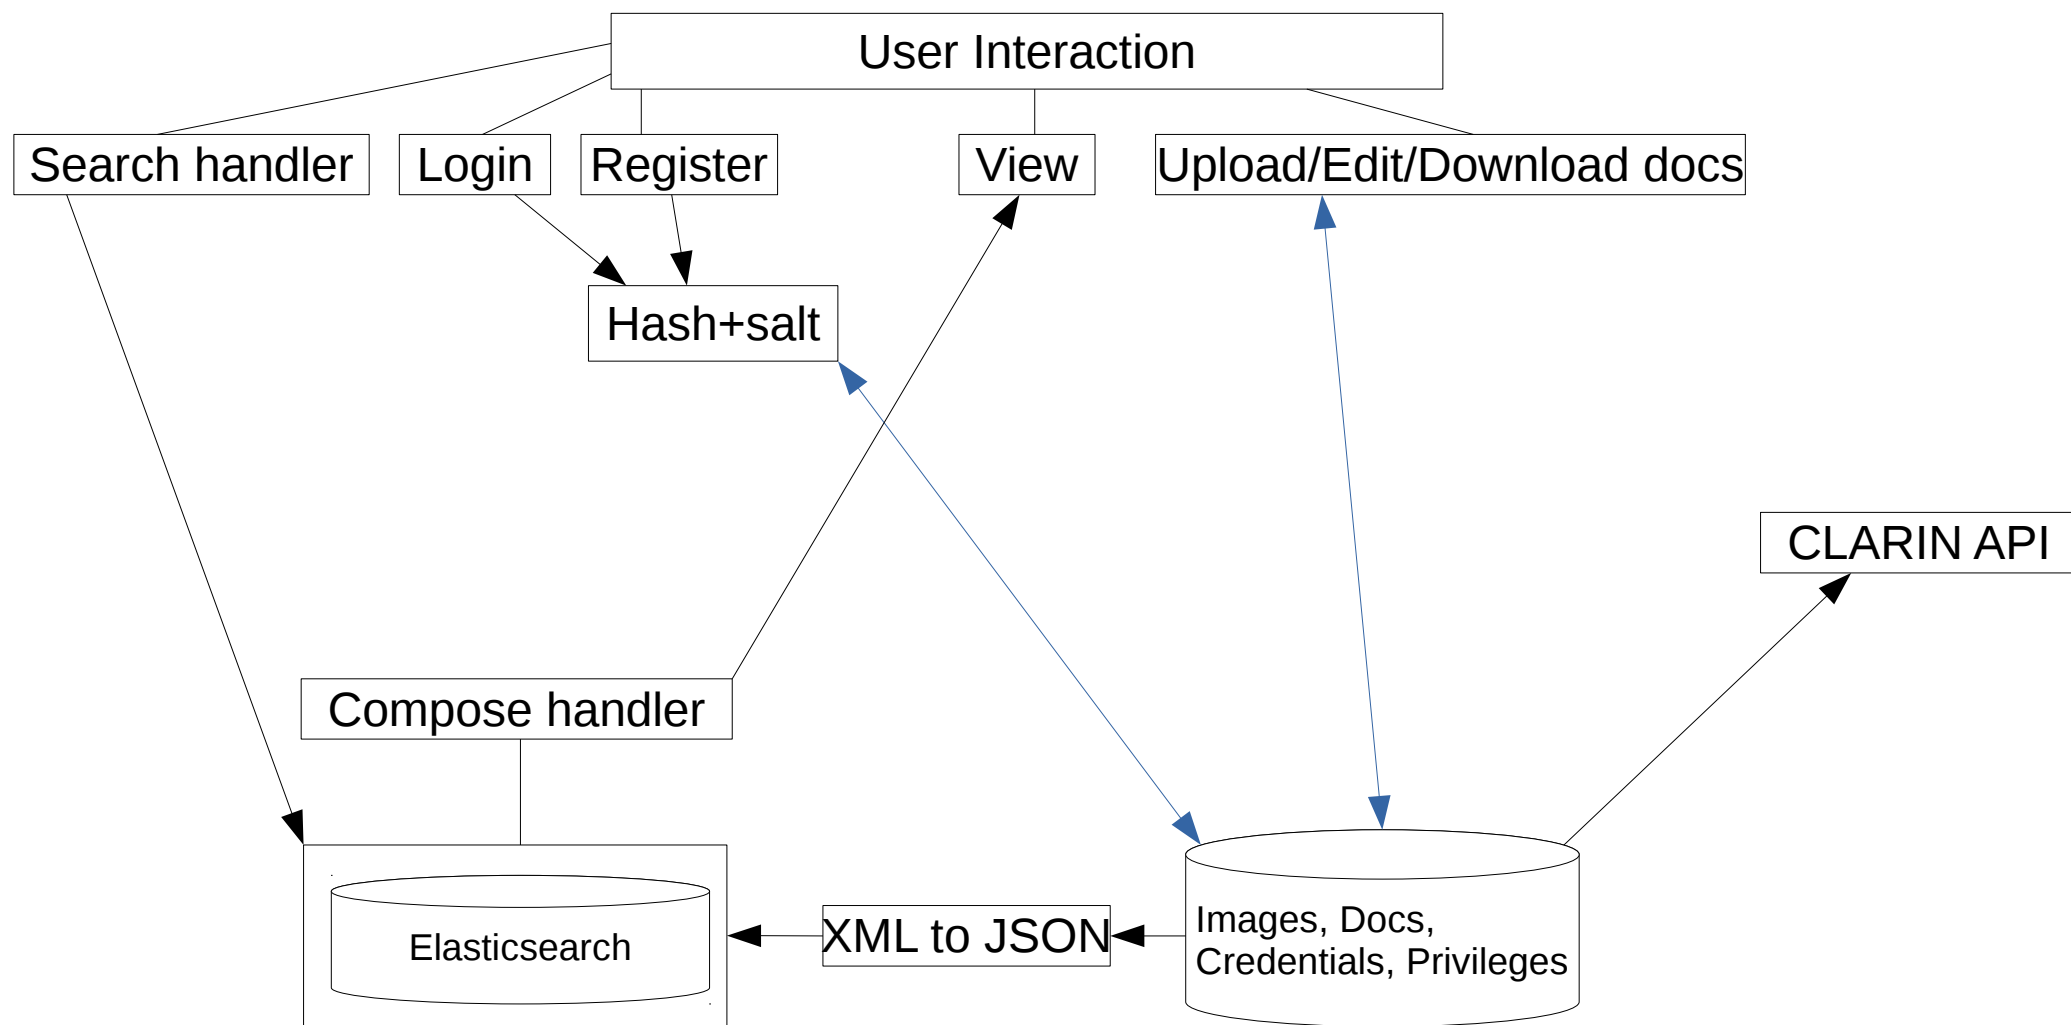 User Interaction
Search handler
Login
Register
View
Upload/Edit/Download docs
Hash+salt
CLARIN API
Compose handler
Elasticsearch
XML to JSON
Images, Docs,
Credentials, Privileges